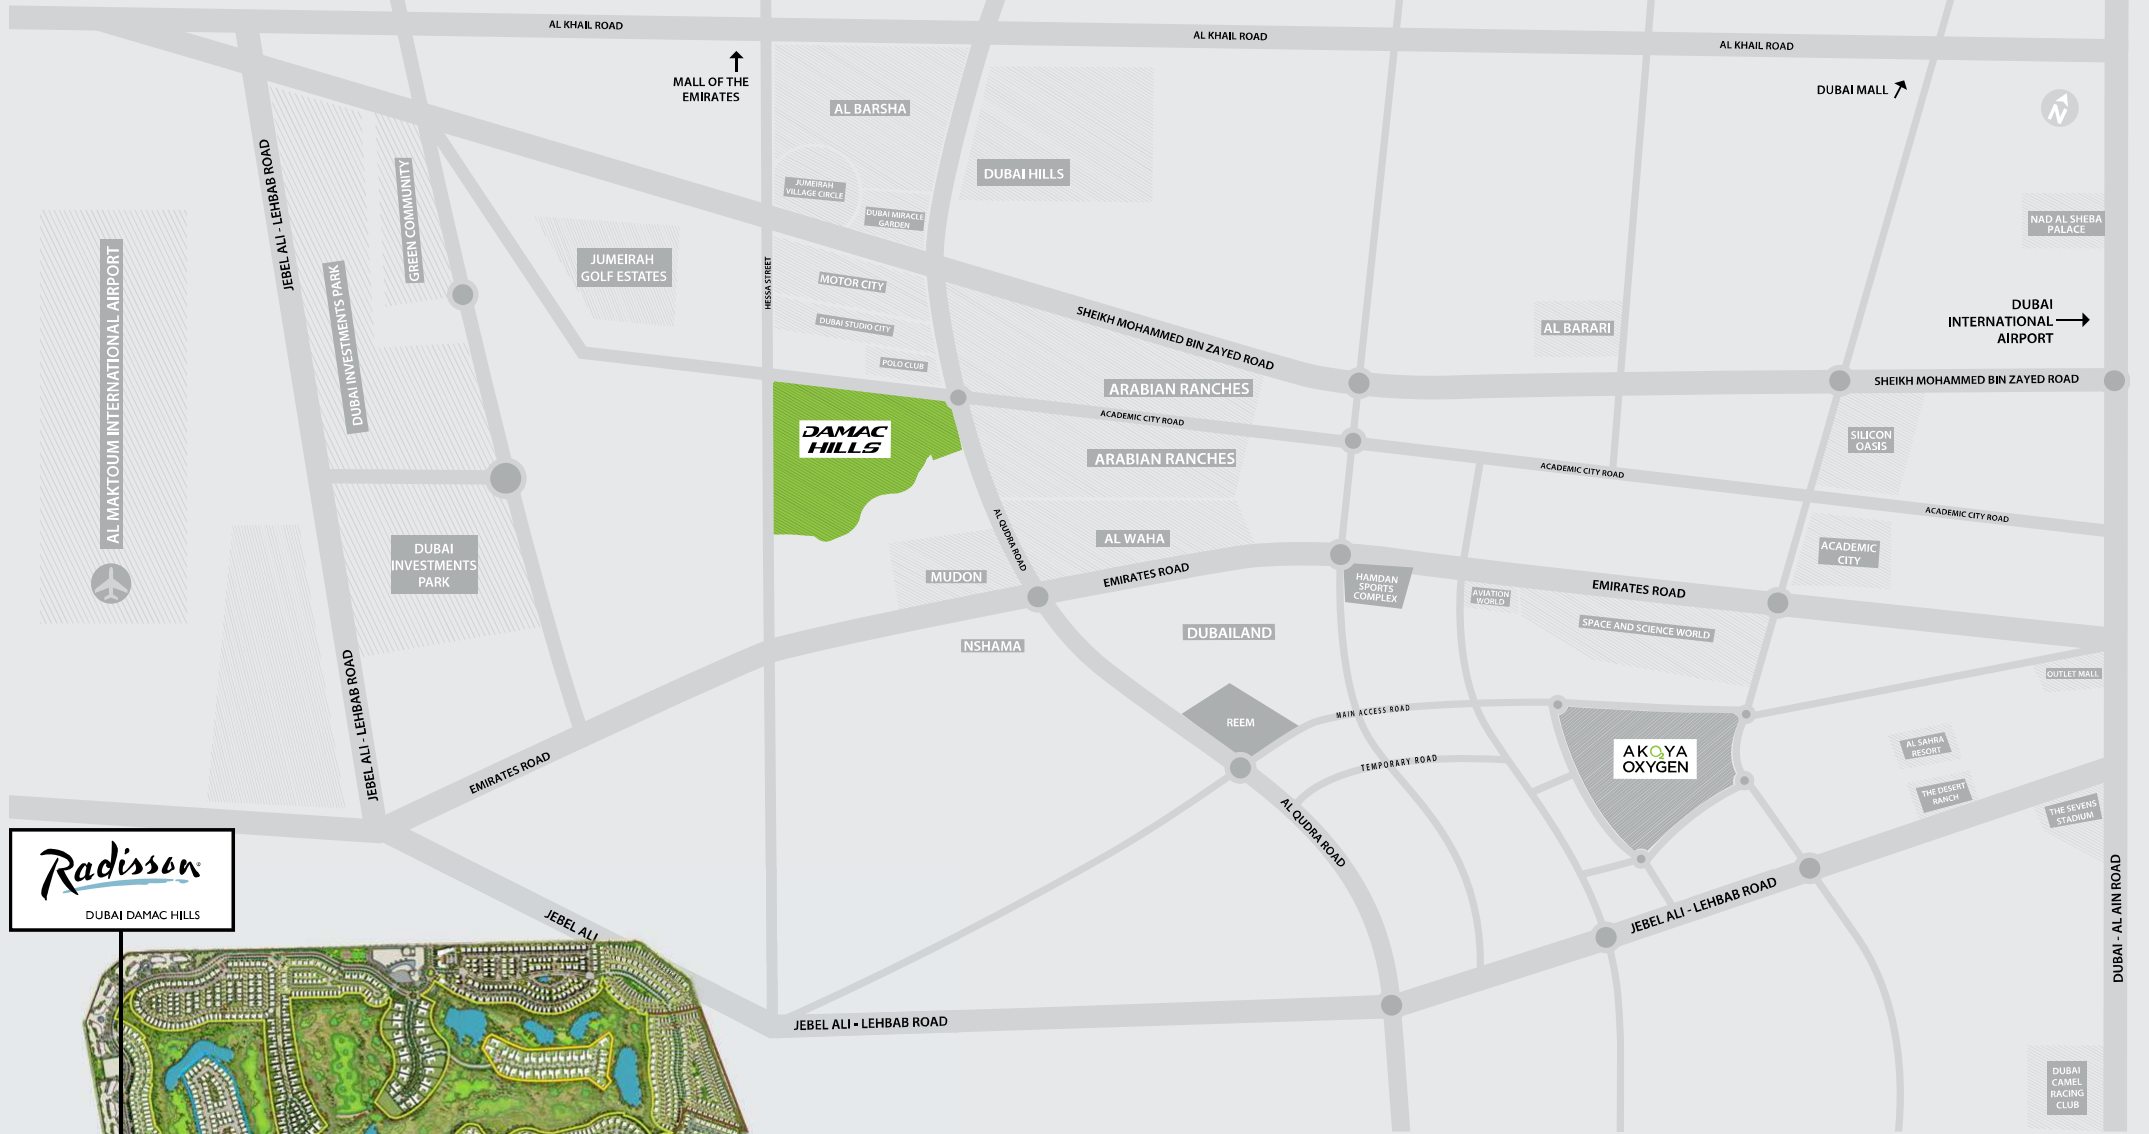 AL KHAIL ROAD
AL KHAIL ROAD
AL KHAIL ROAD
MALL OF THE
EMIRATES
DUBAI MALL
N
AL BARSHA
DUBAI HILLS
JUMEIRAH
VILLAGE CIRCLE
DUBAI MIRACLE
GARDEN
NAD AL SHEBA
PALACE
JEBEL ALI - LEHBAB ROAD
GREEN COMMUNITY
AL MAKTOUM INTERNATIONAL AIRPORT
DUBAI INVESTMENTS PARK
JUMEIRAH
GOLF ESTATES
HESSA STREET
MOTOR CITY
DUBAI STUDIO CITY
POLO CLUB
SHEIKH MOHAMMED BIN ZAYED ROAD
AL BARARI
DUBAI
INTERNATIONAL
AIRPORT
SHEIKH MOHAMMED BIN ZAYED ROAD
ARABIAN RANCHES
ACADEMIC CITY ROAD
DAMAC
HILLS
ARABIAN RANCHES
SILICON
OASIS
ACADEMIC CITY ROAD
ACADEMIC CITY ROAD
AL QUDRA ROAD
AL WAHA
DUBAI
INVESTMENTS
PARK
MUDON
EMIRATES ROAD
HAMDAN
SPORTS
COMPLEX
AVIATION
WORLD
EMIRATES ROAD
ACADEMIC
CITY
SPACE AND SCIENCE WORLD
NSHAMA
DUBAILAND
OUTLET MALL
JEBEL ALI - LEHBAB ROAD
REEM
MAIN ACCESS ROAD
TEMPORARY ROAD
AKOYA
2
OXYGEN
AL SAHRA
RESORT
THE DESERT
RANCH
THE SEVENS
STADIUM
EMIRATES ROAD
AL QUDRA ROAD
Radisson®
DUBAI DAMAC HILLS
JEBEL ALI
JEBEL ALI - LEHBAB ROAD
JEBEL ALI - LEHBAB ROAD
DUBAI - AL AIN ROAD
DUBAI
CAMEL
RACING
CLUB